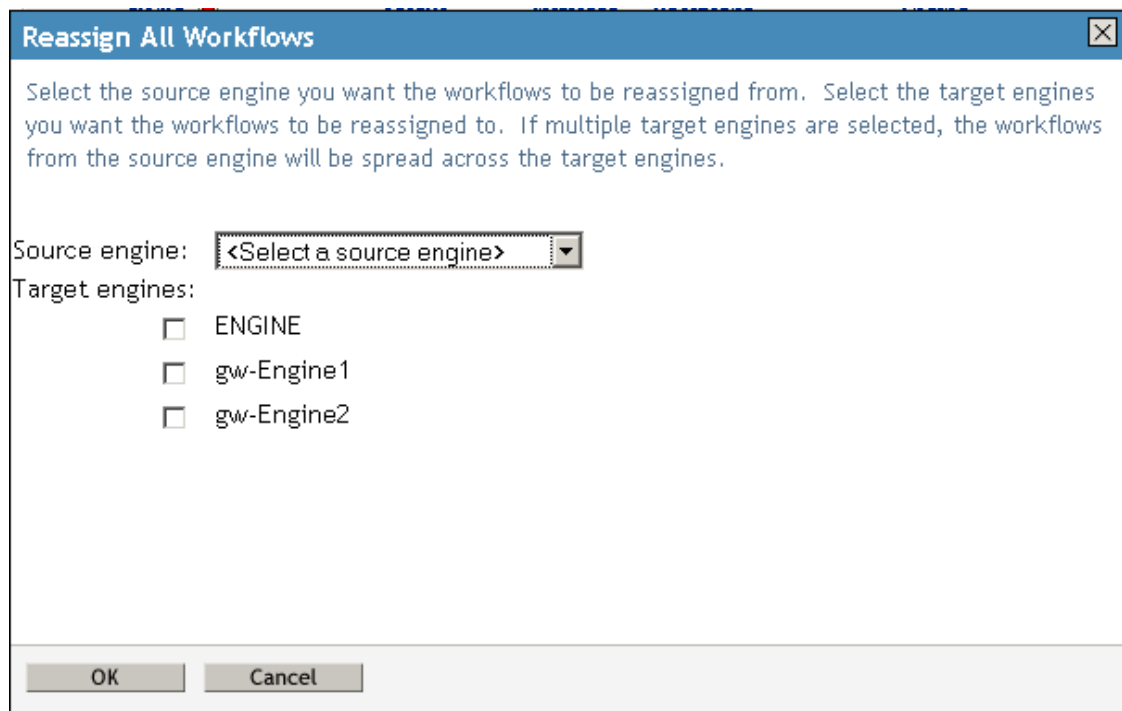 Reassign All Workflows
Select the source engine you want the workflows to be reassigned from. Select the target engines
you want the workflows to be reassigned to. If multiple target engines are selected, the workflows
from the source engine will be spread across the target engines.
Source engine: <Select a source engine>
Target engines:
ENGINE
gw-Engine1
gw-Engine2
OK Cancel